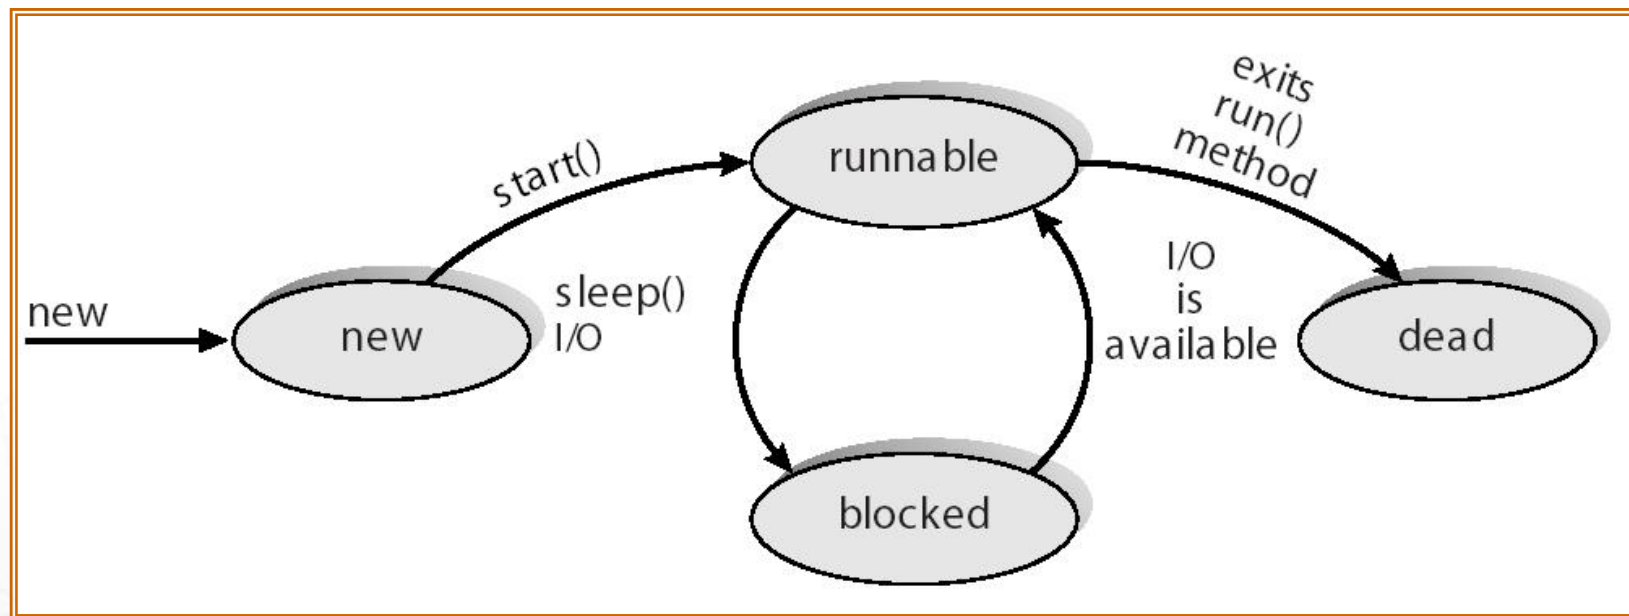 new
new
start()
sleep()
I/O
runnable
blocked
I/O
is
available
exits
run()
method
dead